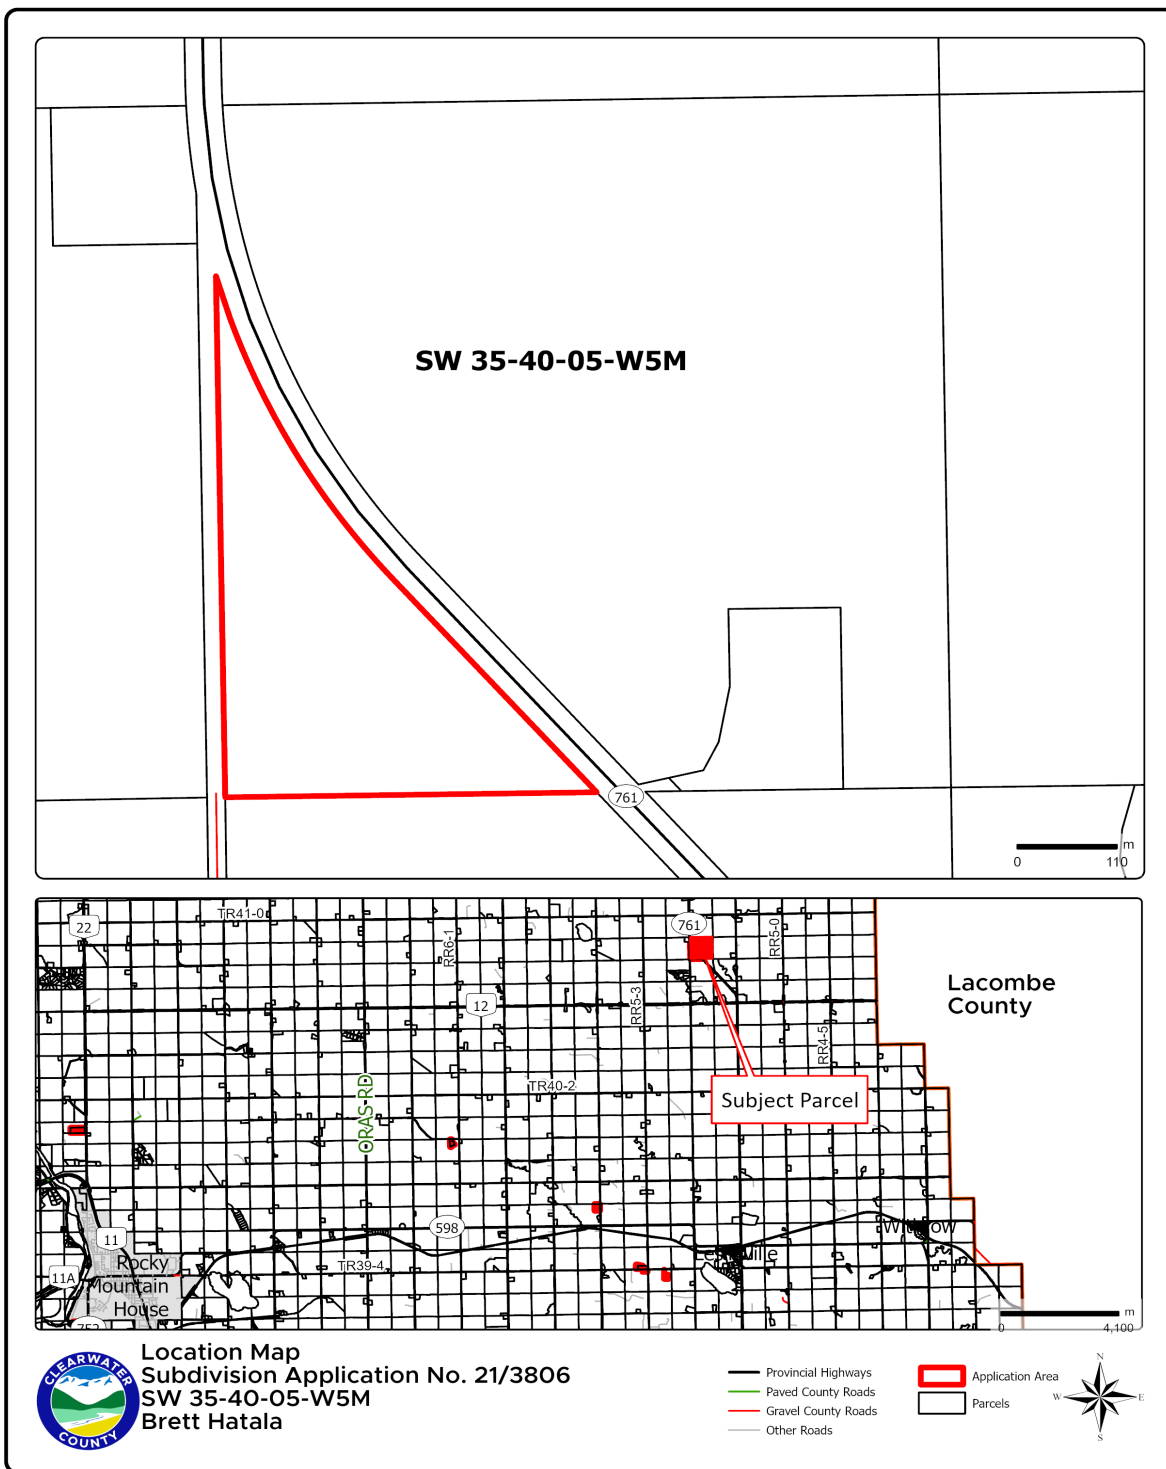 SW 35-40-05-W5M
761
m
0 110
22
TR41-0
RR6-1
761
RR5-0
12
RR5-3
RR4-5
Lacombe
County
TR40-2
ORAS RD
Subject Parcel
598
Withrow
11
Leslieville
TR39-4
Rocky
Mountain
House
11A
752
m
0 4,100
CLEARWATER
COUNTY
Location Map
Subdivision Application No. 21/3806
SW 35-40-05-W5M
Brett Hatala
Provincial Highways
Paved County Roads
Gravel County Roads
Other Roads
Application Area
Parcels
N
W E
S